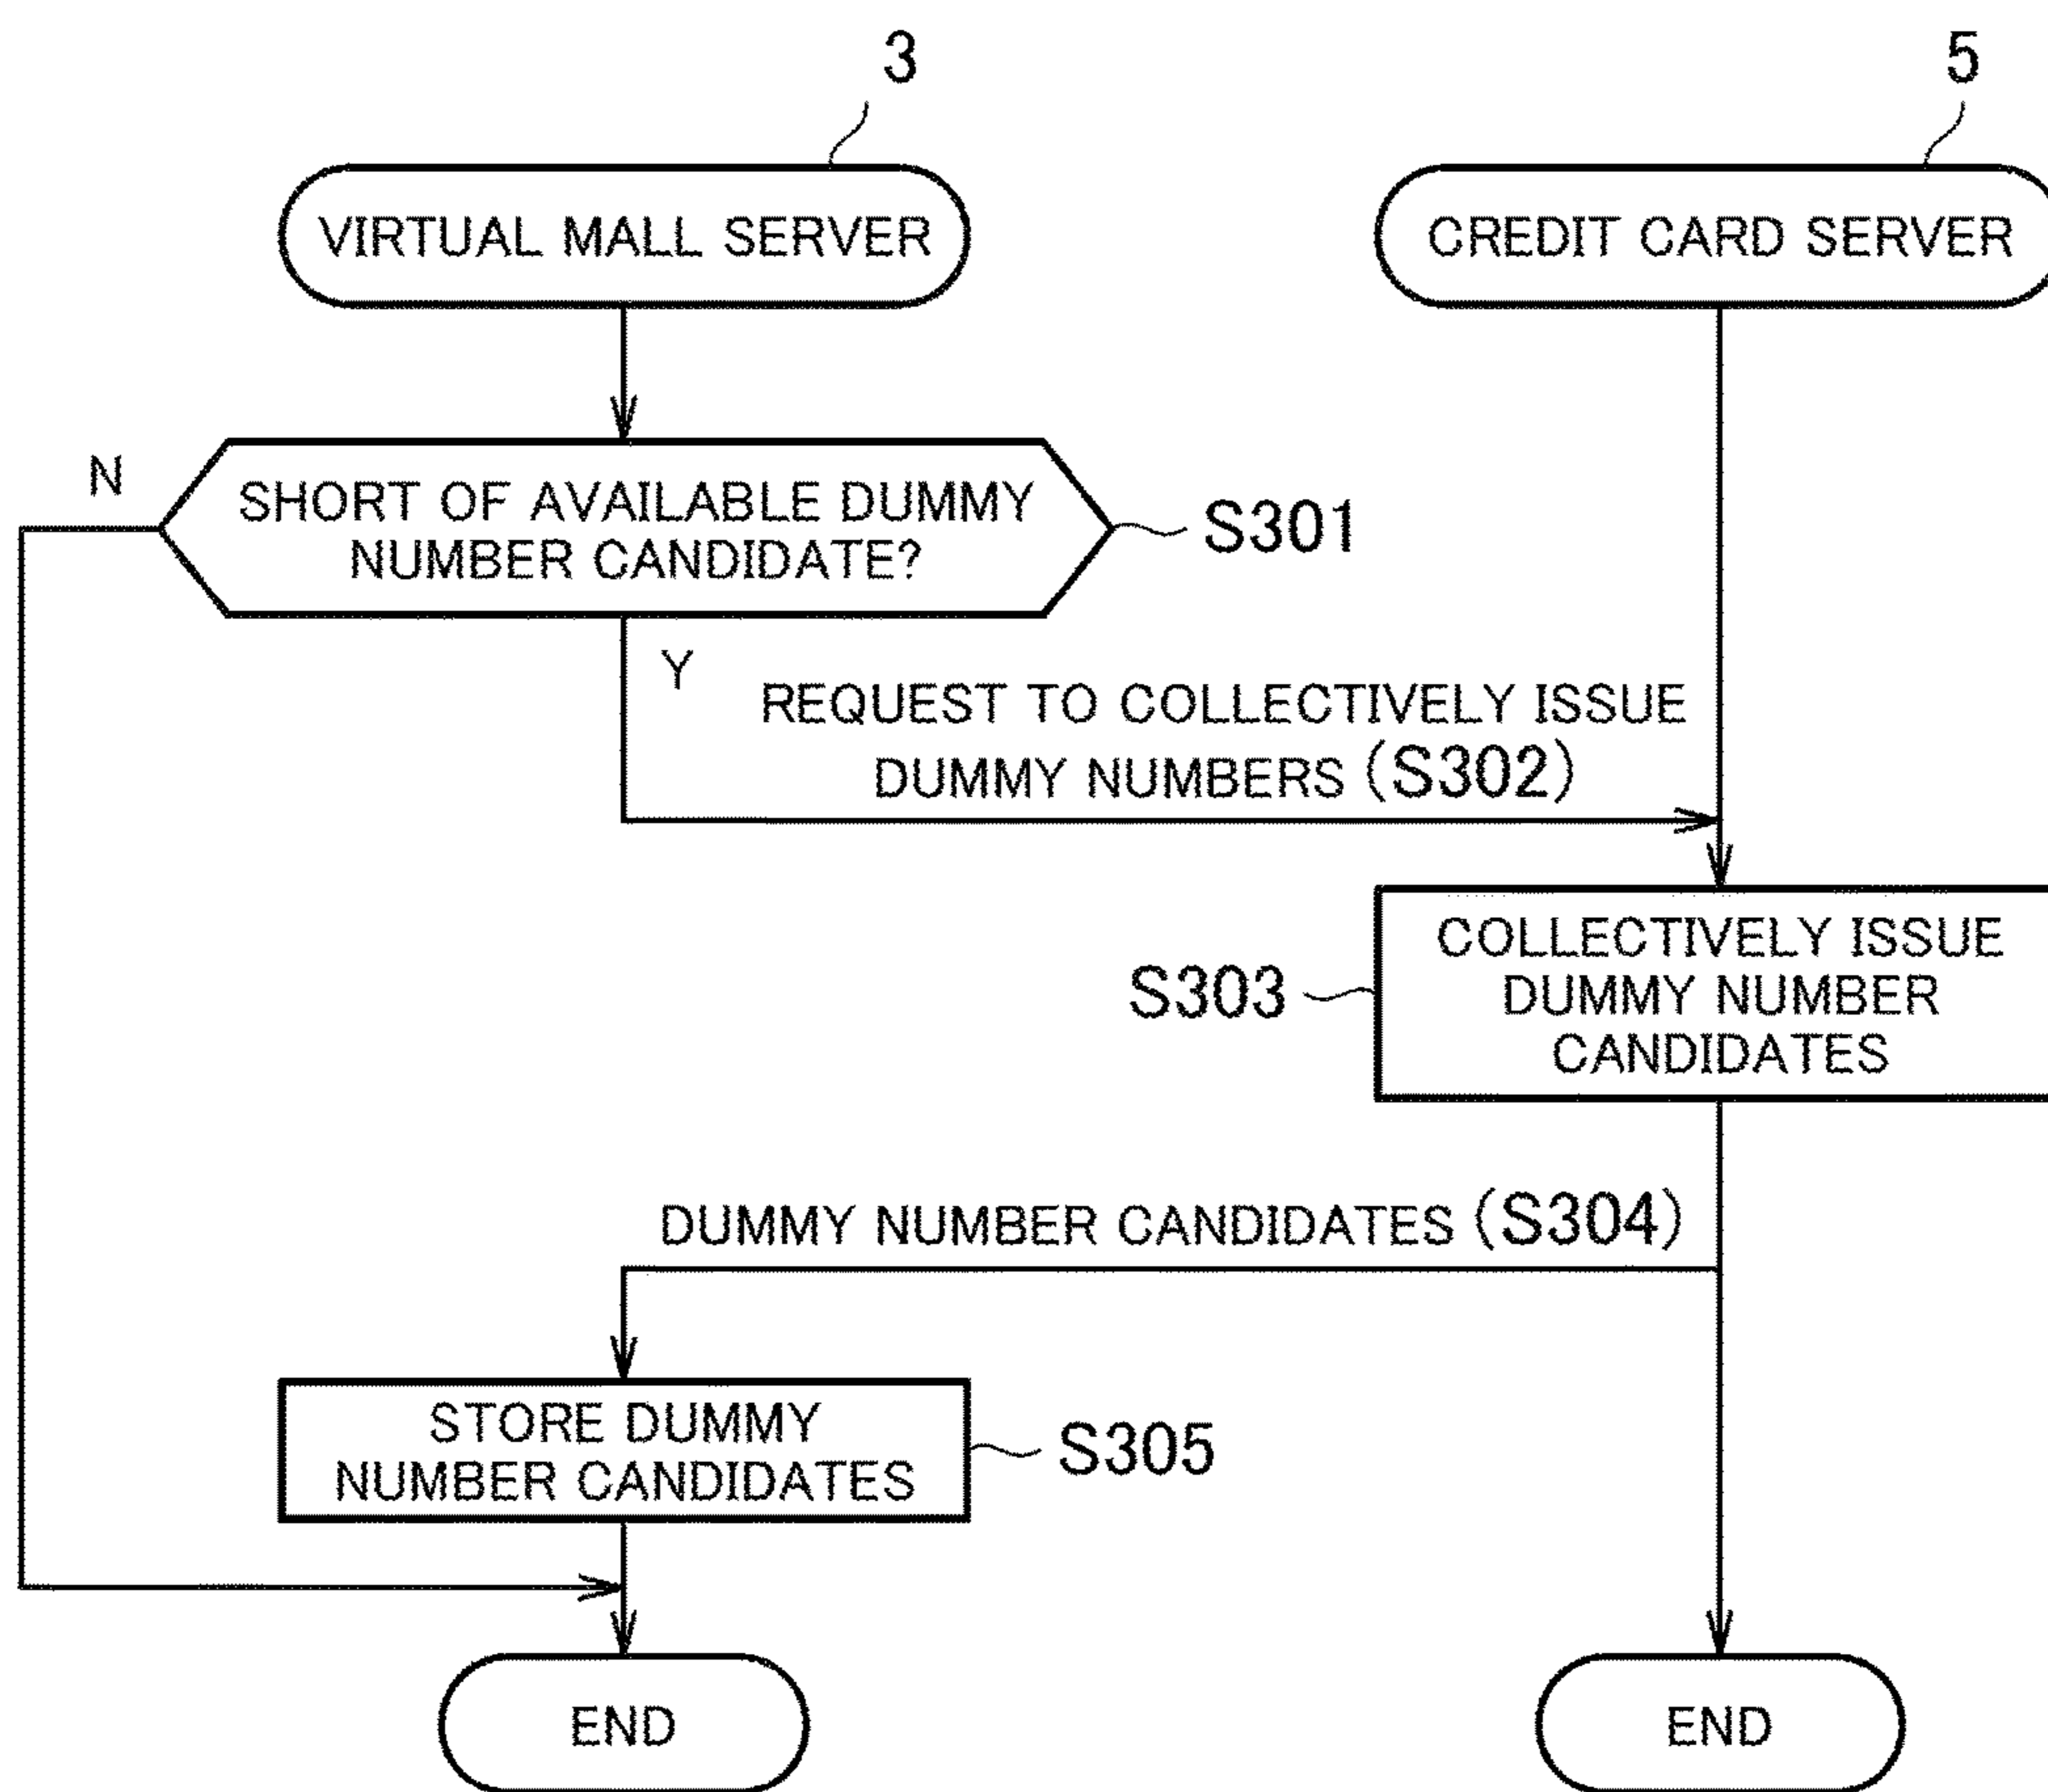 3
5
VIRTUAL MALL SERVER
CREDIT CARD SERVER
N
SHORT OF AVAILABLE DUMMY
NUMBER CANDIDATE?
S301
Y
REQUEST TO COLLECTIVELY ISSUE
DUMMY NUMBERS (S302)
S303
COLLECTIVELY ISSUE
DUMMY NUMBER
CANDIDATES
DUMMY NUMBER CANDIDATES (S304)
STORE DUMMY
NUMBER CANDIDATES
S305
END
END